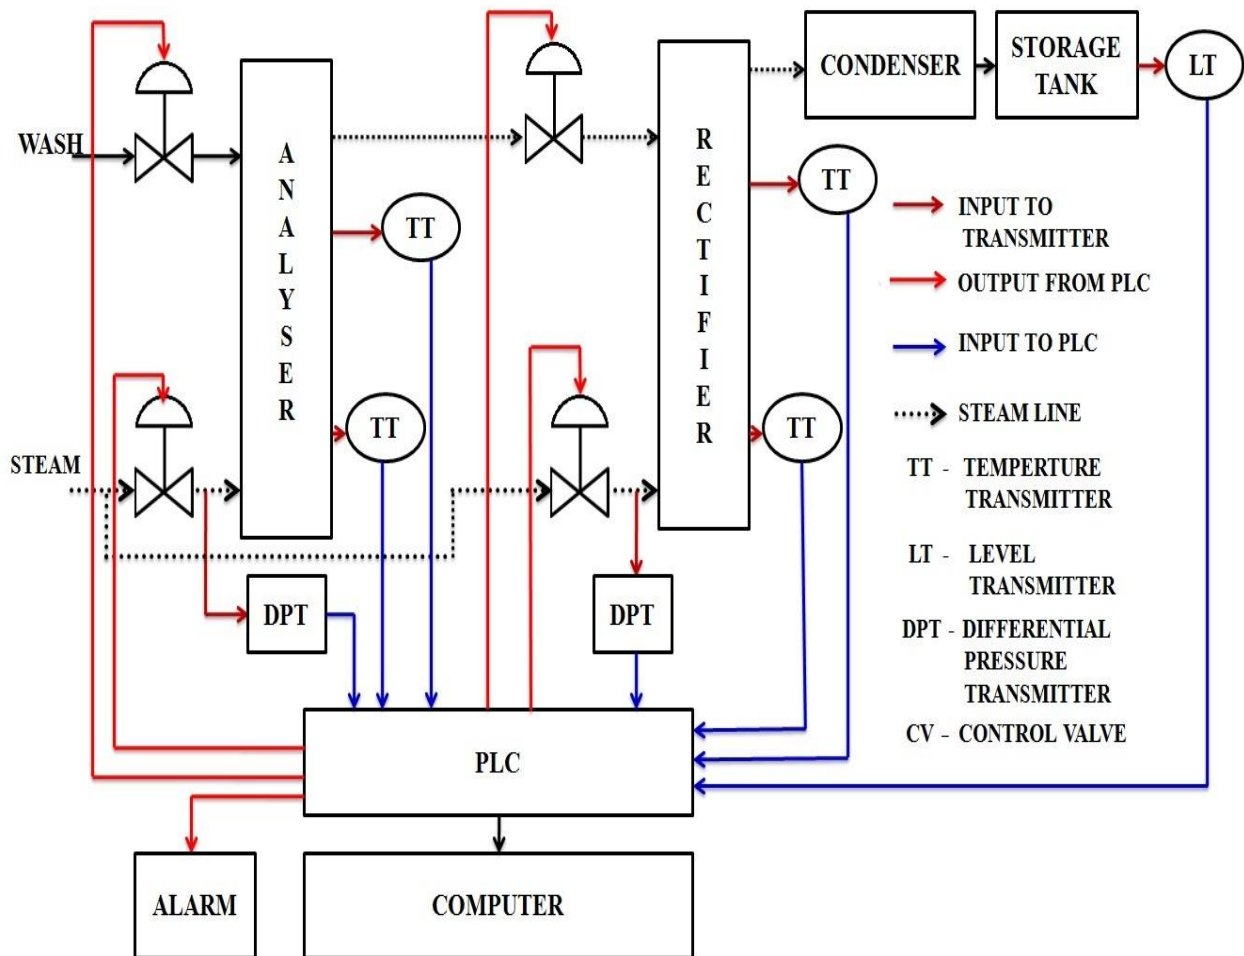 WASH
STEAM
A
N
A
L
Y
S
E
R
TT
TT
DPT
R
E
C
T
I
F
I
E
R
CONDENSER
STORAGE
TANK
LT
TT
TT
DPT
PLC
ALARM
COMPUTER
INPUT TO
TRANSMITTER
OUTPUT FROM PLC
INPUT TO PLC
STEAM LINE
TT - TEMPERTURE
TRANSMITTER
LT - LEVEL
TRANSMITTER
DPT - DIFFERENTIAL
PRESSURE
TRANSMITTER
CV - CONTROL VALVE